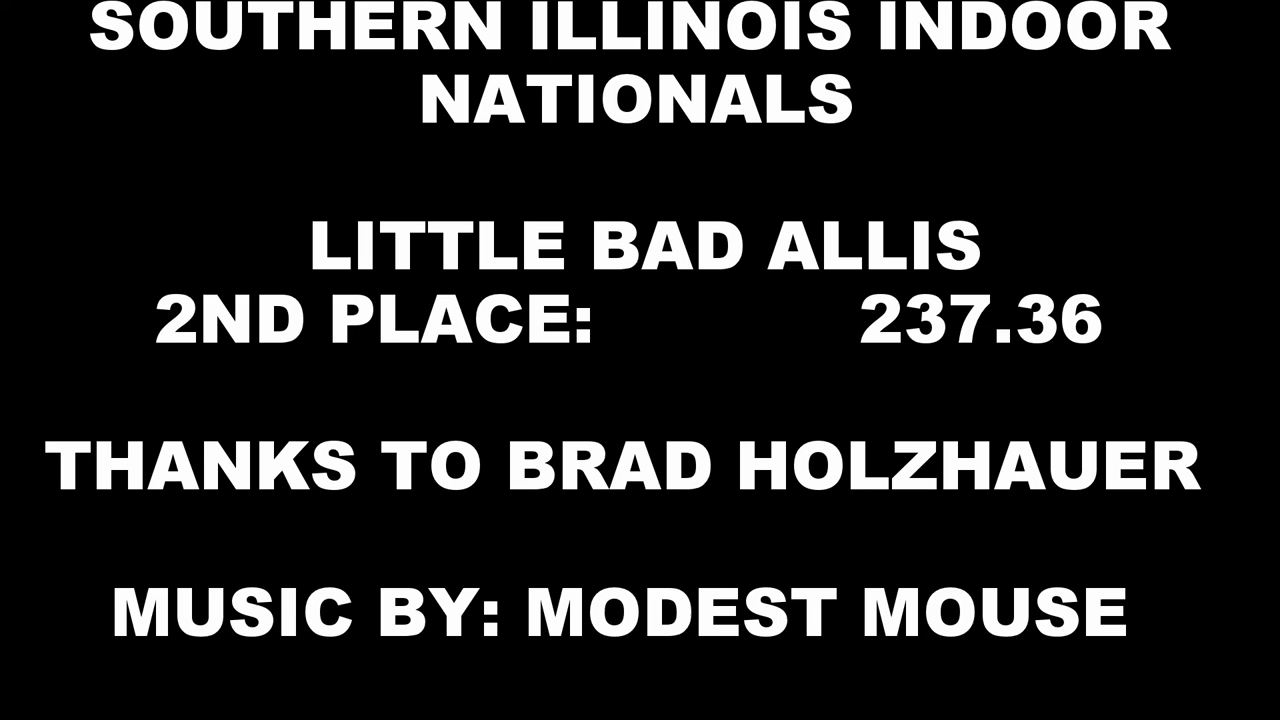 SOUTHERN ILLINOIS INDOOR
NATIONALS
LITTLE BAD ALLIS
2ND PLACE: 237.36
THANKS TO BRAD HOLZHAUER
MUSIC BY: MODEST MOUSE